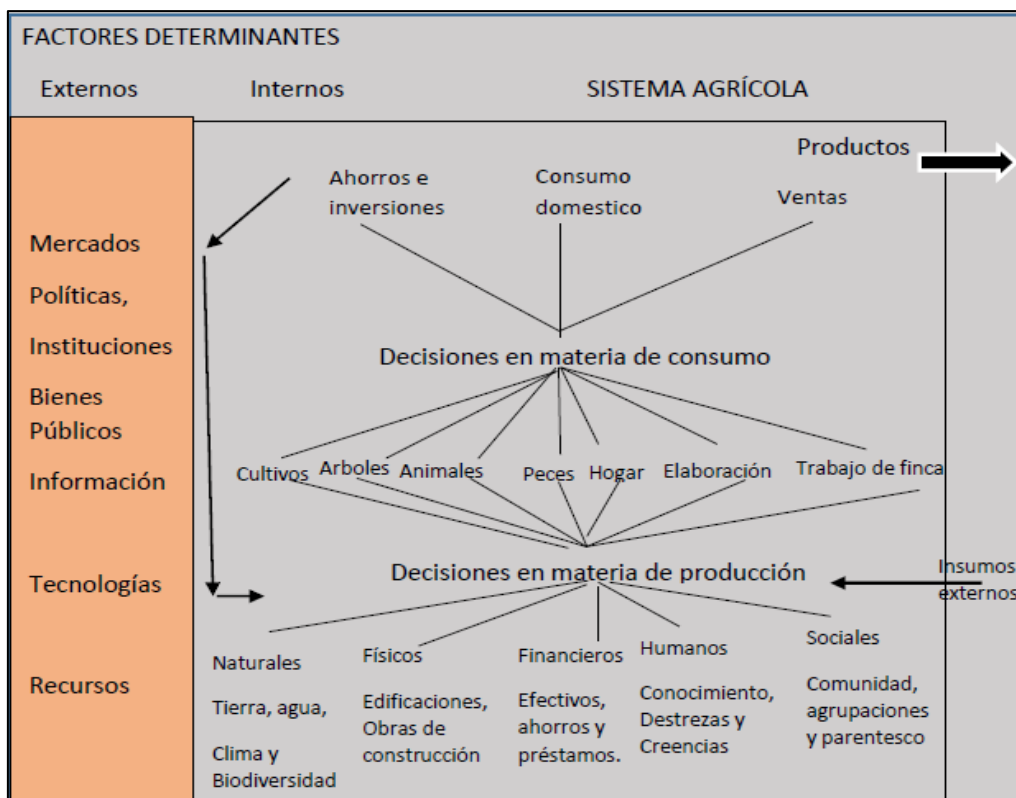 FACTORES DETERMINANTES
Externos
Internos
SISTEMA AGRÍCOLA
Productos
Ahorros e
inversiones
Consumo
domestico
Ventas
Mercados
Políticas,
Instituciones
Bienes
Públicos
Información
Tecnologías
Recursos
Decisiones en materia de consumo
Cultivos
Arboles
Animales
Peces
Hogar
Elaboración
Trabajo de finca
Decisiones en materia de producción
Insumos
externos
Naturales
Tierra, agua,
Clima y
Biodiversidad
Físicos
Edificaciones,
Obras de
construcción
Financieros
Efectivos,
ahorros y
préstamos.
Humanos
Conocimiento,
Destrezas y
Creencias
Sociales
Comunidad,
agrupaciones
y parentesco